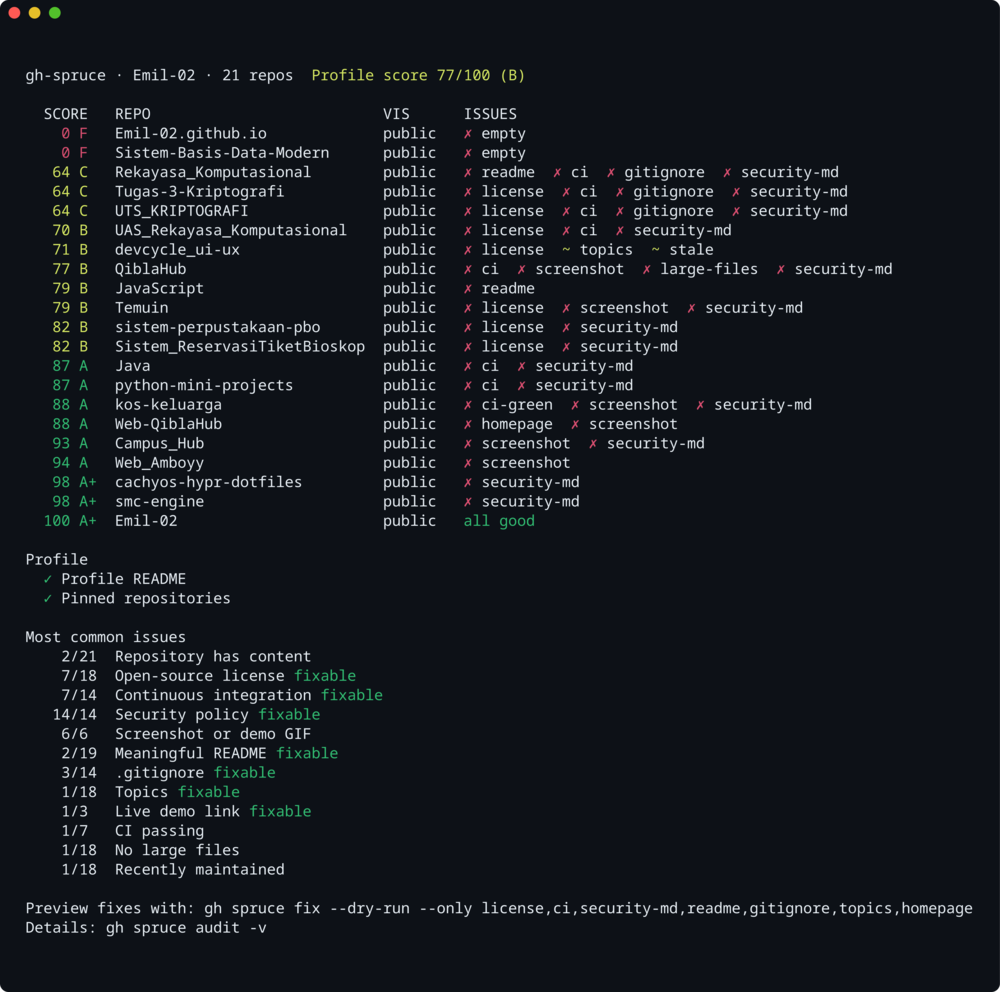 gh-spruce · Emil-02 · 21 repos  Profile score 77/100 (B)
SCORE   REPO                          VIS      ISSUES
0 F   Emil-02.github.io             public   ✗ empty
0 F   Sistem-Basis-Data-Modern      public   ✗ empty
64 C   Rekayasa_Komputasional        public   ✗ readme  ✗ ci  ✗ gitignore  ✗ security-md
64 C   Tugas-3-Kriptografi           public   ✗ license  ✗ ci  ✗ gitignore  ✗ security-md
64 C   UTS_KRIPTOGRAFI               public   ✗ license  ✗ ci  ✗ gitignore  ✗ security-md
70 B   UAS_Rekayasa_Komputasional    public   ✗ license  ✗ ci  ✗ security-md
71 B   devcycle_ui-ux                public   ✗ license  ~ topics  ~ stale
77 B   QiblaHub                      public   ✗ ci  ✗ screenshot  ✗ large-files  ✗ security-md
79 B   JavaScript                    public   ✗ readme
79 B   Temuin                        public   ✗ license  ✗ screenshot  ✗ security-md
82 B   sistem-perpustakaan-pbo       public   ✗ license  ✗ security-md
82 B   Sistem_ReservasiTiketBioskop  public   ✗ license  ✗ security-md
87 A   Java                          public   ✗ ci  ✗ security-md
87 A   python-mini-projects          public   ✗ ci  ✗ security-md
88 A   kos-keluarga                  public   ✗ ci-green  ✗ screenshot  ✗ security-md
88 A   Web-QiblaHub                  public   ✗ homepage  ✗ screenshot
93 A   Campus_Hub                    public   ✗ screenshot  ✗ security-md
94 A   Web_Amboyy                    public   ✗ screenshot
98 A+  cachyos-hypr-dotfiles         public   ✗ security-md
98 A+  smc-engine                    public   ✗ security-md
100 A+  Emil-02                       public   all good
Profile
✓ Profile README
✓ Pinned repositories
Most common issues
2/21  Repository has content
7/18  Open-source license fixable
7/14  Continuous integration fixable
14/14  Security policy fixable
6/6   Screenshot or demo GIF
2/19  Meaningful README fixable
3/14  .gitignore fixable
1/18  Topics fixable
1/3   Live demo link fixable
1/7   CI passing
1/18  No large files
1/18  Recently maintained
Preview fixes with: gh spruce fix --dry-run --only license,ci,security-md,readme,gitignore,topics,homepage
Details: gh spruce audit -v